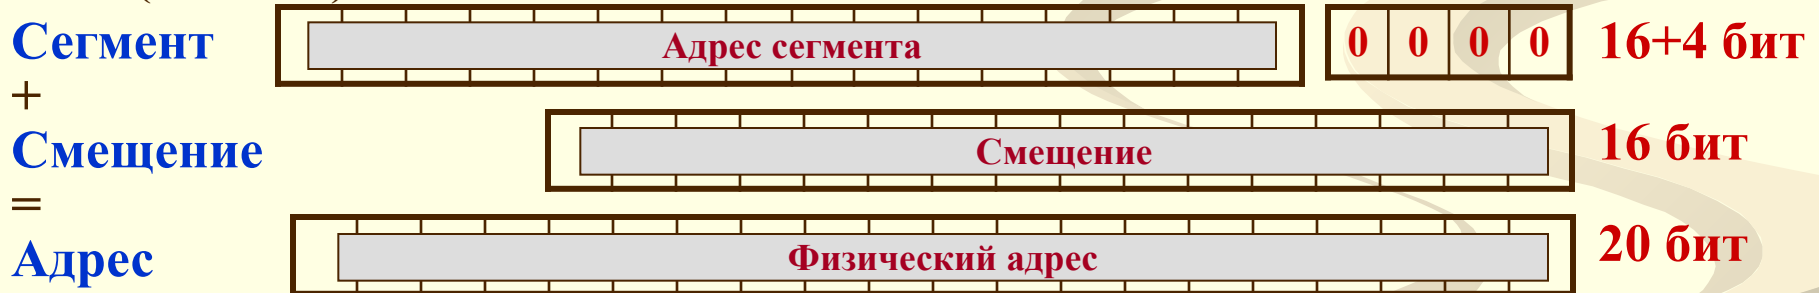 Сегмент Адрес сегмента 0 0 0 0 16+4 бит
+
Смещение Смещение 16 бит
=
Адрес Физический адрес 20 бит